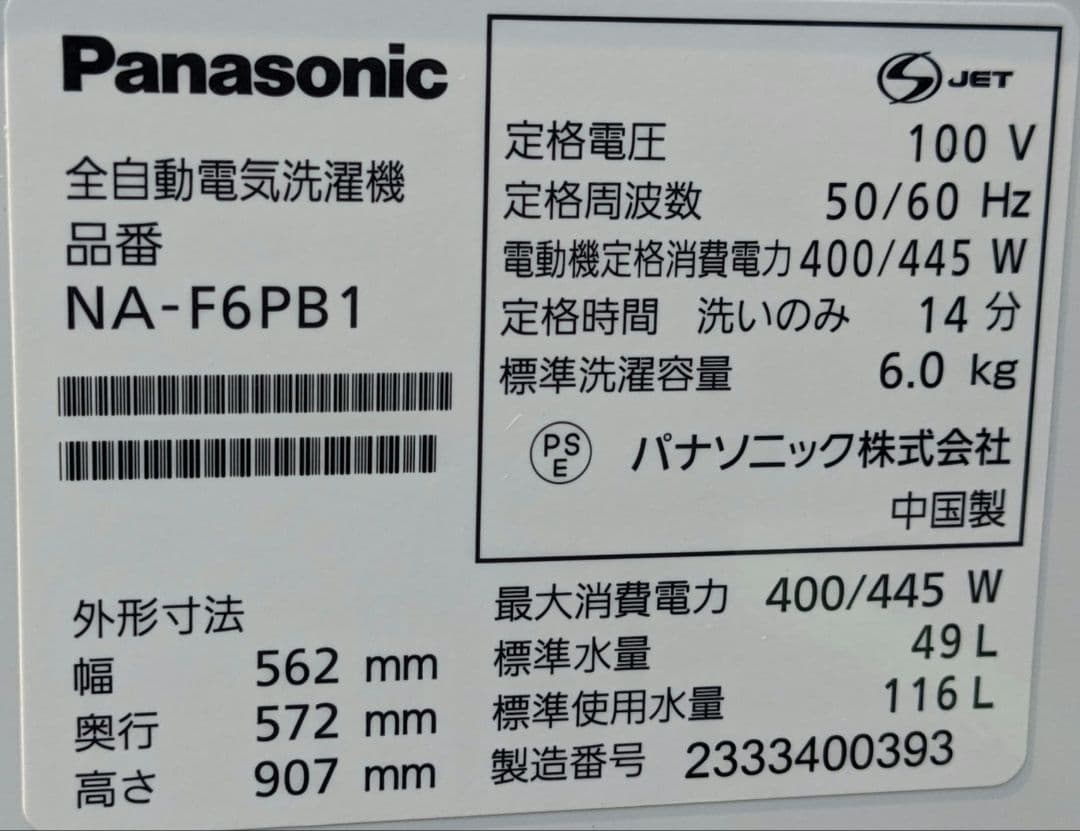 Panasonic
全自動電気洗濯機
品番
NA-F6PB1
外形寸法
幅 562 mm
奥行 572 mm
高さ 907 mm
S JET
定格電圧 100 V
定格周波数 50/60 Hz
電動機定格消費電力 400/445 W
定格時間 洗いのみ 14 分
標準洗濯容量 6.0 kg
PS
E
パナソニック株式会社
中国製
最大消費電力 400/445 W
標準水量 49 L
標準使用水量 116 L
製造番号 2333400393